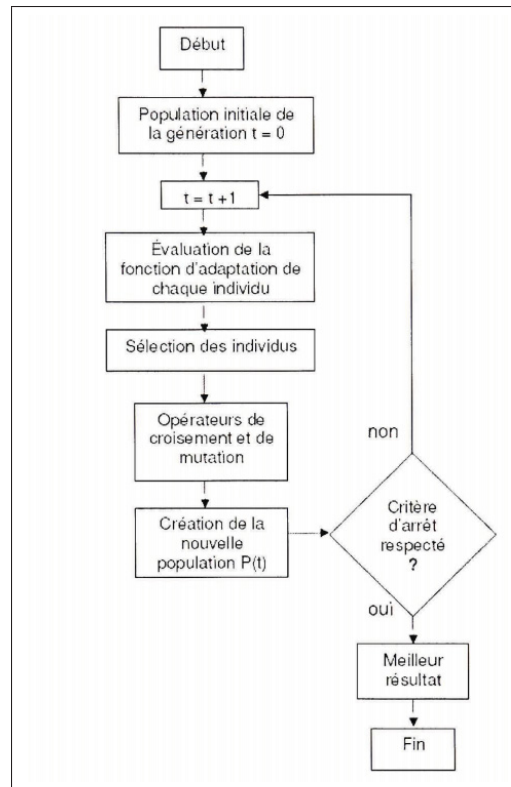 Début
Population initiale de
la génération t = 0
t = t +1
Évaluation de la
fonction d'adaptation de
chaque individu
Sélection des individus
Opérateurs de
croisement et de
mutation
Création de la
nouvelle
population P(t)
non
Critère
d'arrêt
respecté
?
oui
Meilleur
résultat
Fin